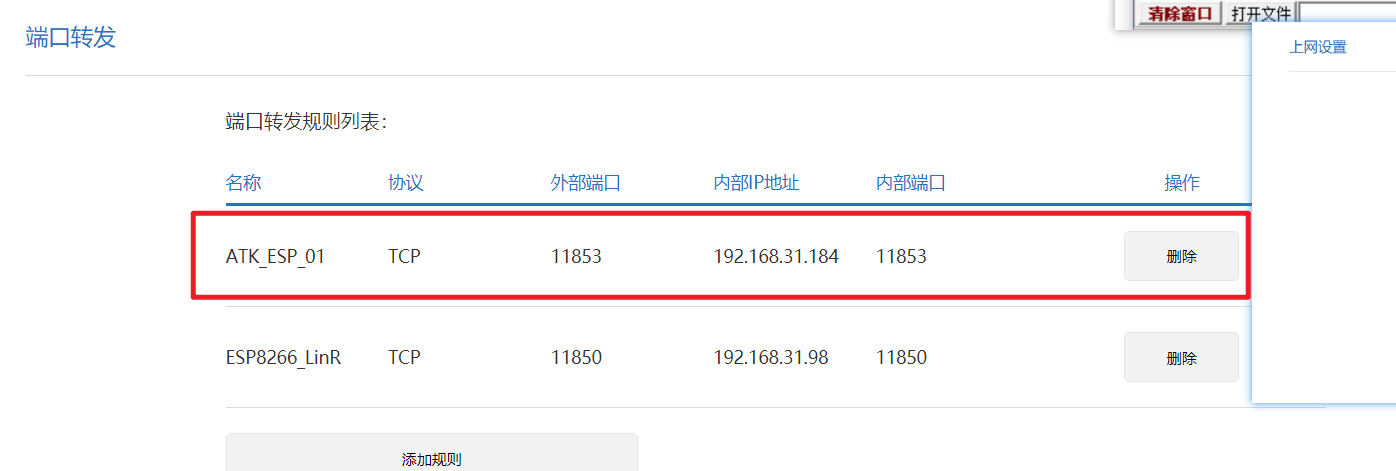 清除窗口 打开文件
端口转发
上网设置
端口转发规则列表：
名称 协议 外部端口 内部IP地址 内部端口 操作
ATK_ESP_01 TCP 11853 192.168.31.184 11853 删除
ESP8266_LinR TCP 11850 192.168.31.98 11850 删除
添加规则